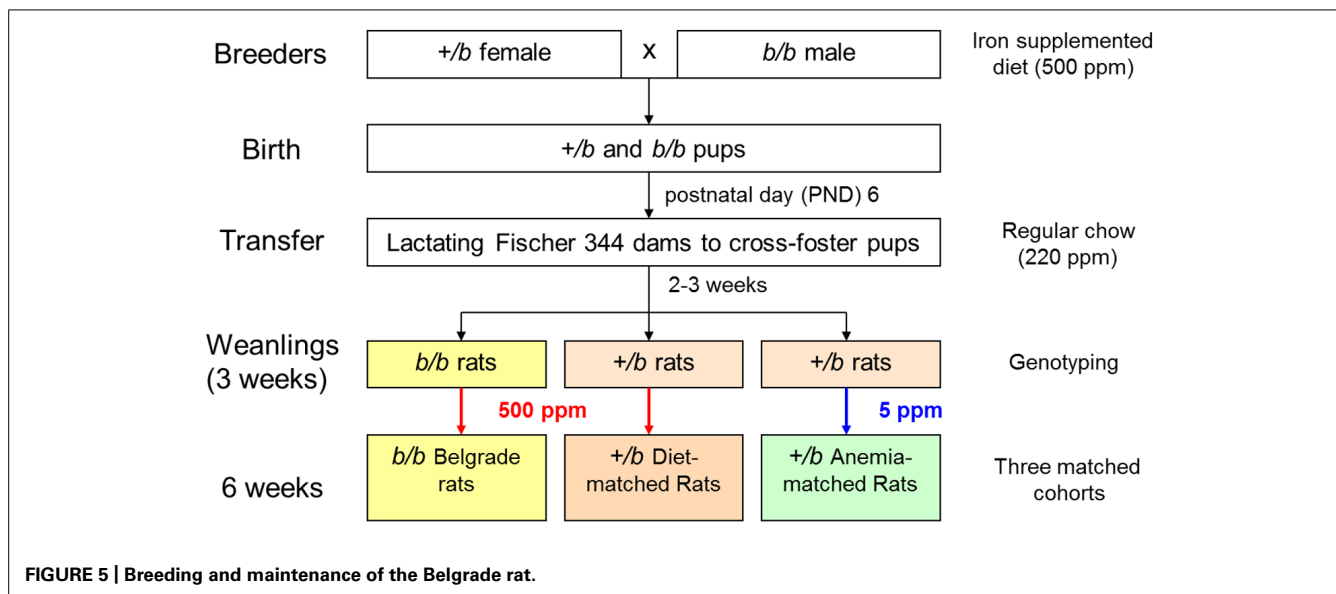 Breeders
+/b female
x
b/b male
Iron supplemented
diet (500 ppm)
Birth
+/b and b/b pups
postnatal day (PND) 6
Transfer
Lactating Fischer 344 dams to cross-foster pups
Regular chow
(220 ppm)
2-3 weeks
Weanlings
(3 weeks)
b/b rats
+/b rats
+/b rats
Genotyping
500 ppm
5 ppm
6 weeks
b/b Belgrade
rats
+/b Diet-
matched Rats
+/b Anemia-
matched Rats
Three matched
cohorts
FIGURE 5 | Breeding and maintenance of the Belgrade rat.